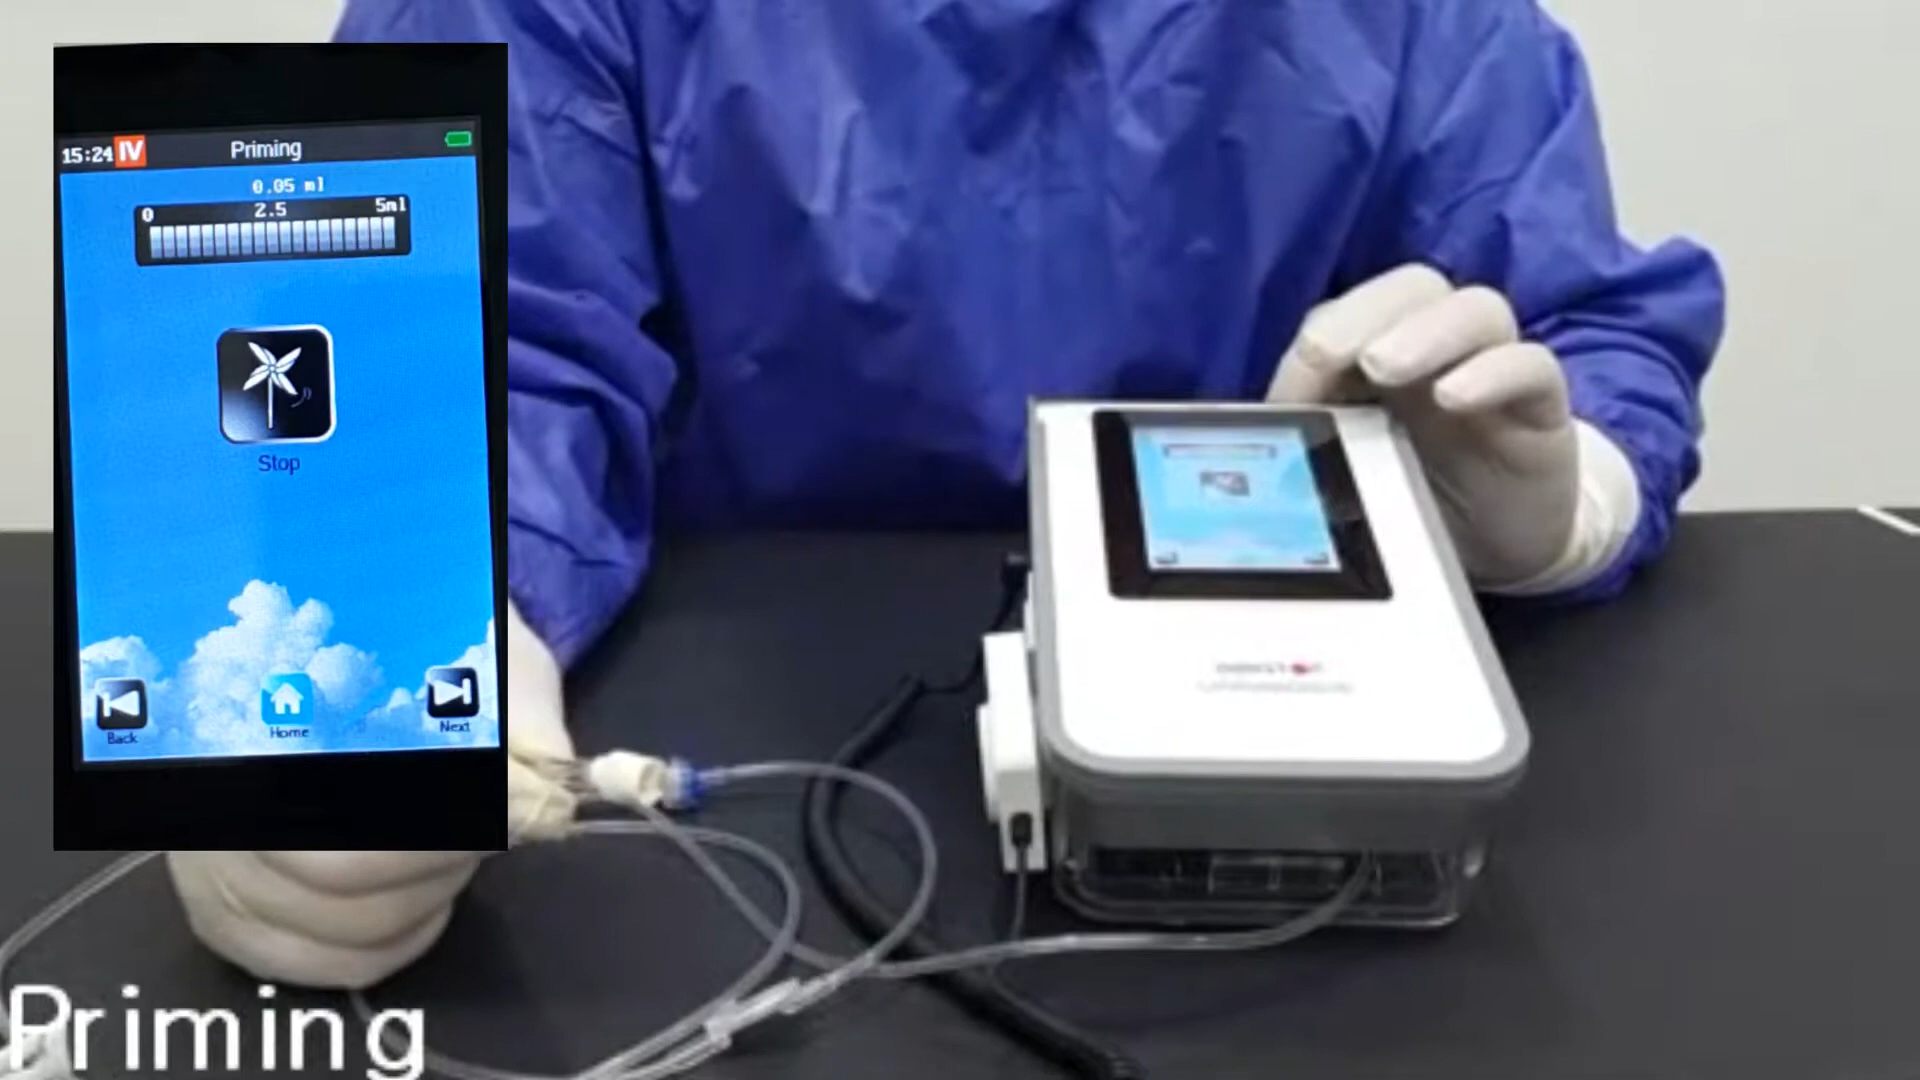 15:24 IV Priming
0.05 ml
0 2.5 5ml
Stop
Back Home Next
Priming